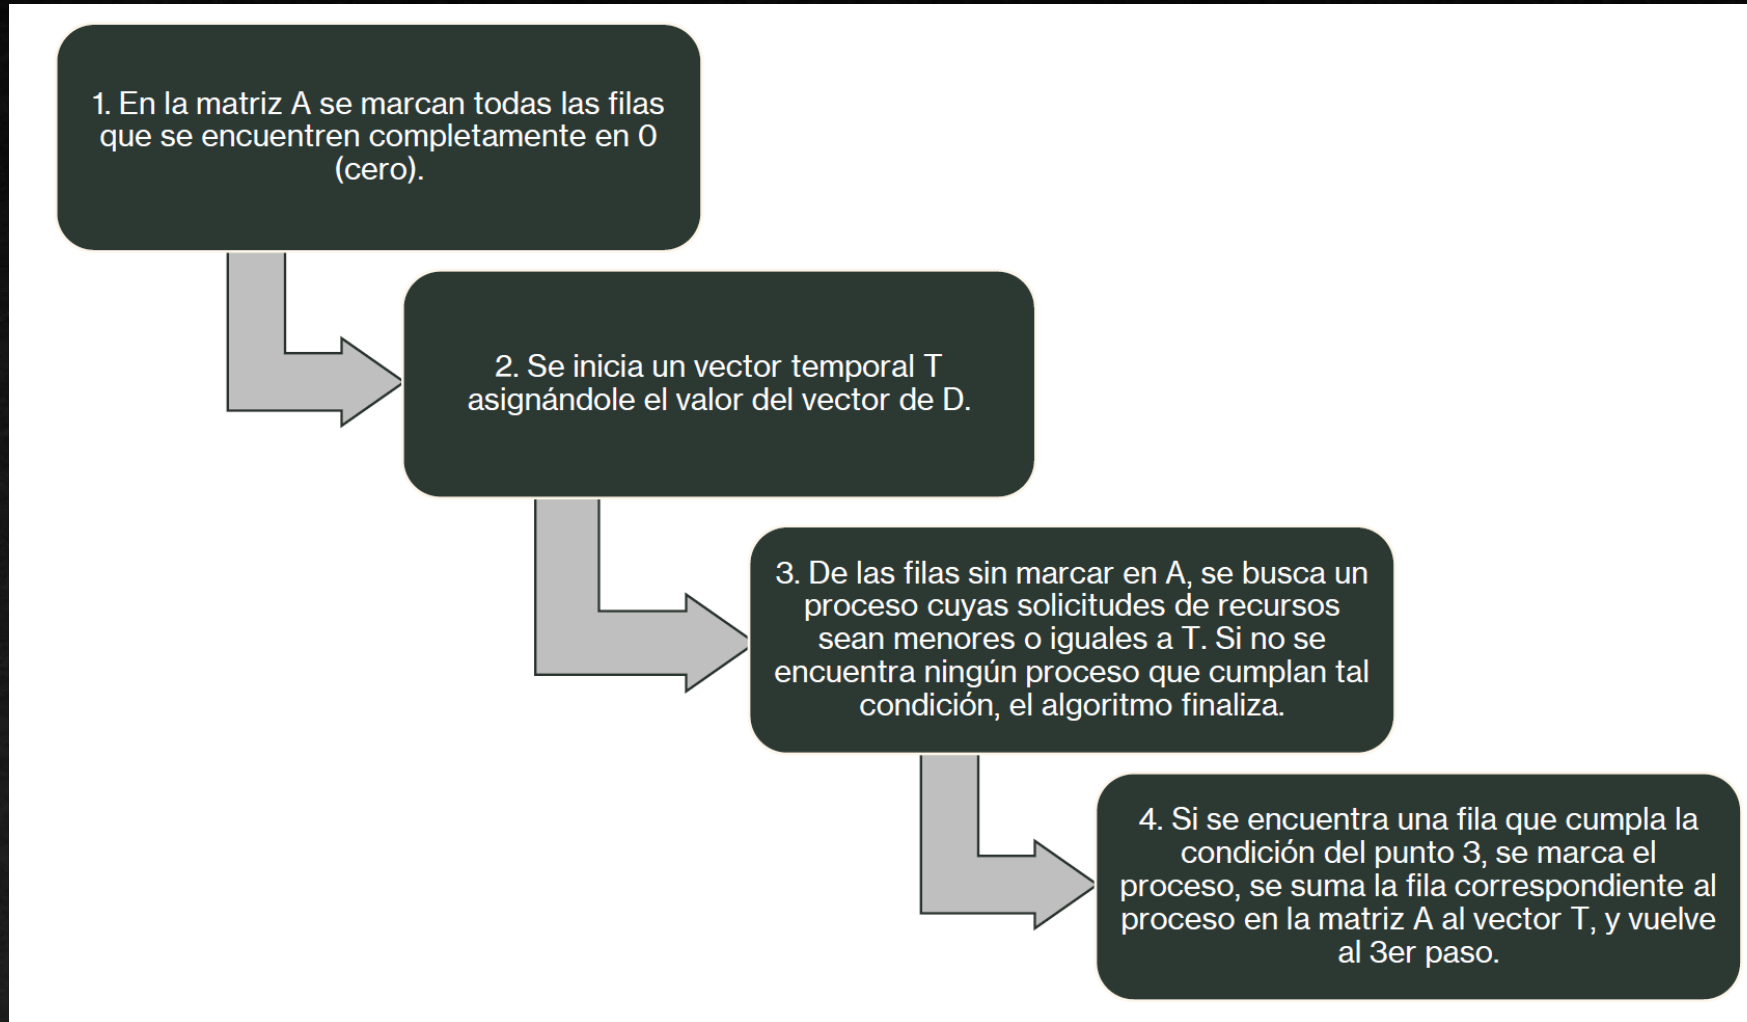 1. En la matriz A se marcan todas las filas
que se encuentren completamente en 0
(cero).
2. Se inicia un vector temporal T
asignándole el valor del vector de D.
3. De las filas sin marcar en A, se busca un
proceso cuyas solicitudes de recursos
sean menores o iguales a T. Si no se
encuentra ningún proceso que cumplan tal
condición, el algoritmo finaliza.
4. Si se encuentra una fila que cumpla la
condición del punto 3, se marca el
proceso, se suma la fila correspondiente al
proceso en la matriz A al vector T, y vuelve
al 3er paso.